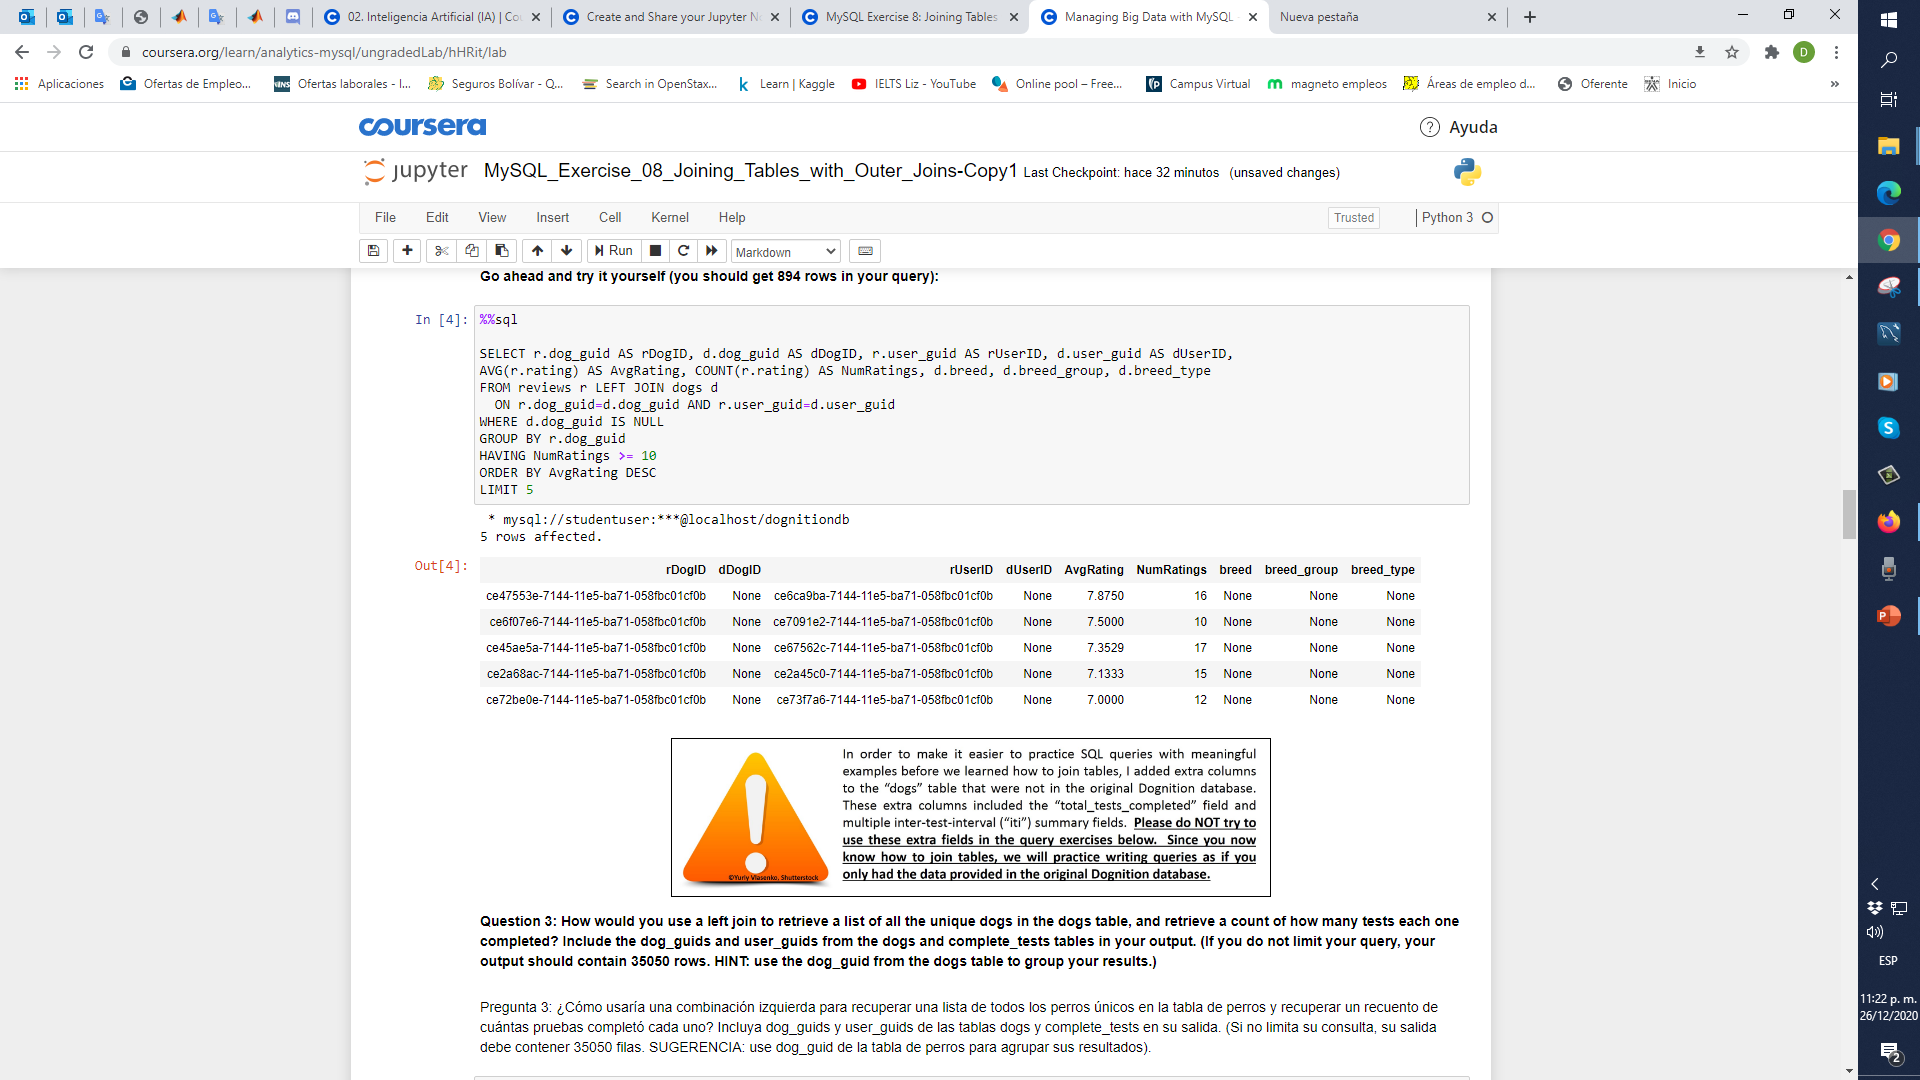 02. Inteligencia Artificial (IA) | Co
Create and Share your Jupyter N
MySQL Exercise 8: Joining Tables
Managing Big Data with MySQL -
Nueva pestaña
coursera.org/learn/analytics-mysql/ungradedLab/hHRit/lab
D
Aplicaciones
Ofertas de Empleo...
Ofertas laborales - I...
Seguros Bolívar - Q...
Search in OpenStax...
Learn | Kaggle
IELTS Liz - YouTube
Online pool – Free...
Campus Virtual
magneto empleos
Áreas de empleo d...
Oferente
Inicio
»
coursera
Ayuda
jupyter MySQL_Exercise_08_Joining_Tables_with_Outer_Joins-Copy1 Last Checkpoint: hace 32 minutos (unsaved changes)
File Edit View Insert Cell Kernel Help Trusted Python 3
Run Markdown
Go ahead and try it yourself (you should get 894 rows in your query):
In [4]: %%sql
SELECT r.dog_guid AS rDogID, d.dog_guid AS dDogID, r.user_guid AS rUserID, d.user_guid AS dUserID,
AVG(r.rating) AS AvgRating, COUNT(r.rating) AS NumRatings, d.breed, d.breed_group, d.breed_type
FROM reviews r LEFT JOIN dogs d
ON r.dog_guid=d.dog_guid AND r.user_guid=d.user_guid
WHERE d.dog_guid IS NULL
GROUP BY r.dog_guid
HAVING NumRatings >= 10
ORDER BY AvgRating DESC
LIMIT 5
* mysql://studentuser:***@localhost/dognitiondb
5 rows affected.
Out[4]: rDogID dDogID rUserID dUserID AvgRating NumRatings breed breed_group breed_type
ce47553e-7144-11e5-ba71-058fbc01cf0b None ce6ca9ba-7144-11e5-ba71-058fbc01cf0b None 7.8750 16 None None None
ce6f07e6-7144-11e5-ba71-058fbc01cf0b None ce7091e2-7144-11e5-ba71-058fbc01cf0b None 7.5000 10 None None None
ce45ae5a-7144-11e5-ba71-058fbc01cf0b None ce67562c-7144-11e5-ba71-058fbc01cf0b None 7.3529 17 None None None
ce2a68ac-7144-11e5-ba71-058fbc01cf0b None ce2a45c0-7144-11e5-ba71-058fbc01cf0b None 7.1333 15 None None None
ce72be0e-7144-11e5-ba71-058fbc01cf0b None ce73f7a6-7144-11e5-ba71-058fbc01cf0b None 7.0000 12 None None None
In order to make it easier to practice SQL queries with meaningful
examples before we learned how to join tables, I added extra columns
to the “dogs” table that were not in the original Dognition database.
These extra columns included the “total_tests_completed” field and
multiple inter-test-interval (“iti”) summary fields. Please do NOT try to
use these extra fields in the query exercises below. Since you now
know how to join tables, we will practice writing queries as if you
only had the data provided in the original Dognition database.
©Yuriy Vlasenko, Shutterstock
Question 3: How would you use a left join to retrieve a list of all the unique dogs in the dogs table, and retrieve a count of how many tests each one
completed? Include the dog_guids and user_guids from the dogs and complete_tests tables in your output. (If you do not limit your query, your
output should contain 35050 rows. HINT: use the dog_guid from the dogs table to group your results.)
Pregunta 3: ¿Cómo usaría una combinación izquierda para recuperar una lista de todos los perros únicos en la tabla de perros y recuperar un recuento de
cuántas pruebas completó cada uno? Incluya dog_guids y user_guids de las tablas dogs y complete_tests en su salida. (Si no limita su consulta, su salida
debe contener 35050 filas. SUGERENCIA: use dog_guid de la tabla de perros para agrupar sus resultados).
ESP
11:22 p. m.
26/12/2020
2